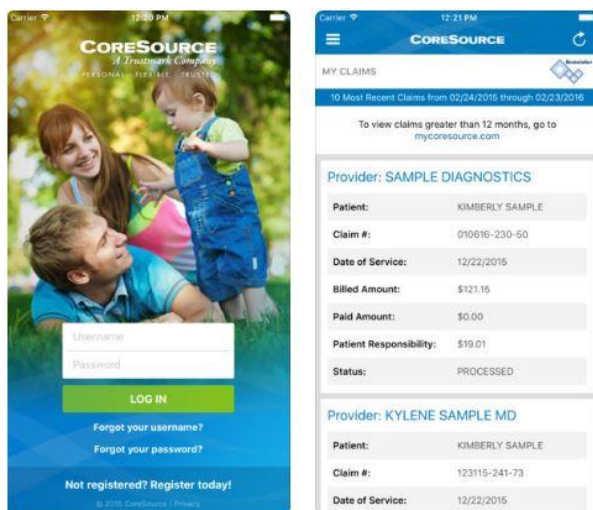 Carrier 12:20 PM
CORESOURCE
A Trustmark Company
PERSONAL FLEXIBLE TRUSTED
Username
Password
LOG IN
Forgot your username?
Forgot your password?
Not registered? Register today!
© 2015 CoreSource | Privacy
Carrier 12:21 PM
CORESOURCE
MY CLAIMS
10 Most Recent Claims from 02/24/2015 through 02/23/2016
To view claims greater than 12 months, go to
mycoresource.com
Provider: SAMPLE DIAGNOSTICS
Patient: KIMBERLY SAMPLE
Claim #: 010616-230-50
Date of Service: 12/22/2015
Billed Amount: $121.15
Paid Amount: $0.00
Patient Responsibility: $19.01
Status: PROCESSED
Provider: KYLENE SAMPLE MD
Patient: KIMBERLY SAMPLE
Claim #: 123115-241-73
Date of Service: 12/22/2015